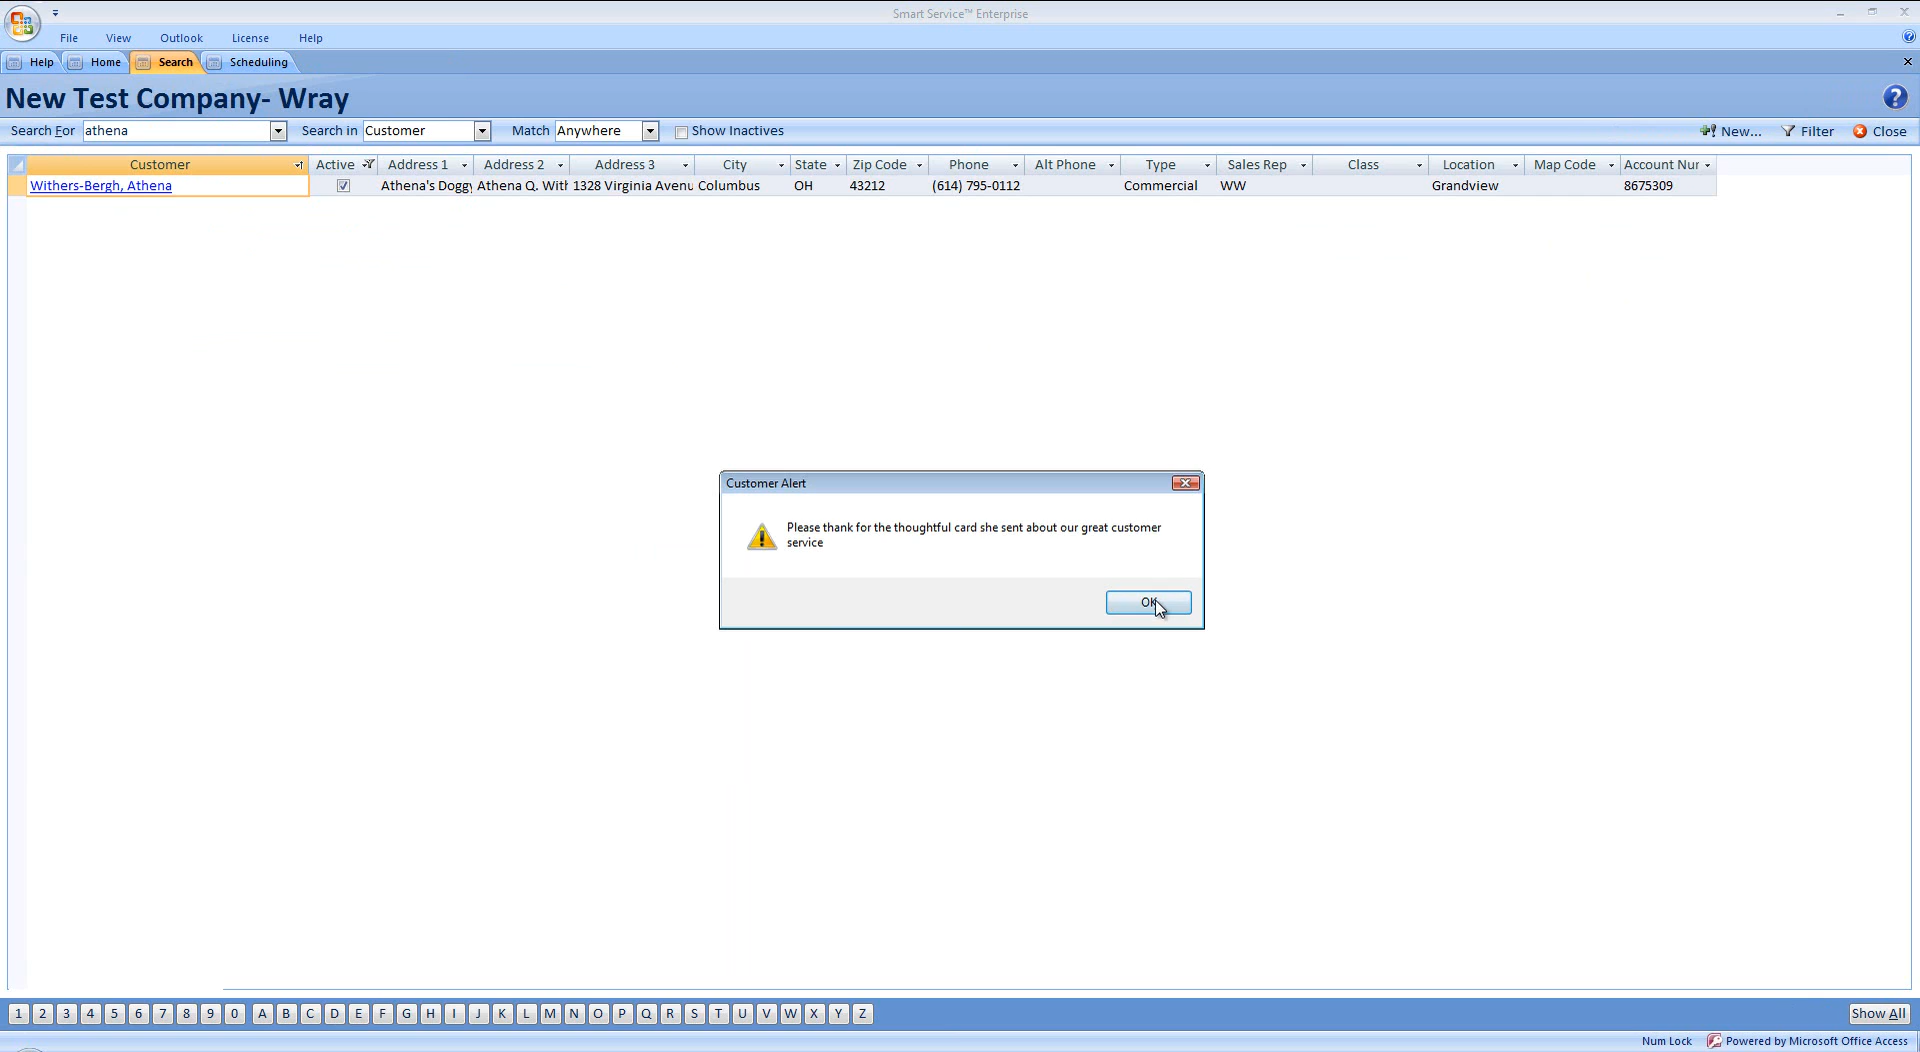 Smart Service™ Enterprise
File View Outlook License Help
Help Home Search Scheduling
New Test Company- Wray
Search For athena Search in Customer Match Anywhere Show Inactives New... Filter Close
Customer Active Address 1 Address 2 Address 3 City State Zip Code Phone Alt Phone Type Sales Rep Class Location Map Code Account Nur
Withers-Bergh, Athena Athena's Doggy Athena Q. With 1328 Virginia Avenu Columbus OH 43212 (614) 795-0112 Commercial WW Grandview 8675309
Customer Alert
Please thank for the thoughtful card she sent about our great customer
service
OK
1 2 3 4 5 6 7 8 9 0 A B C D E F G H I J K L M N O P Q R S T U V W X Y Z Show All
Num Lock Powered by Microsoft Office Access